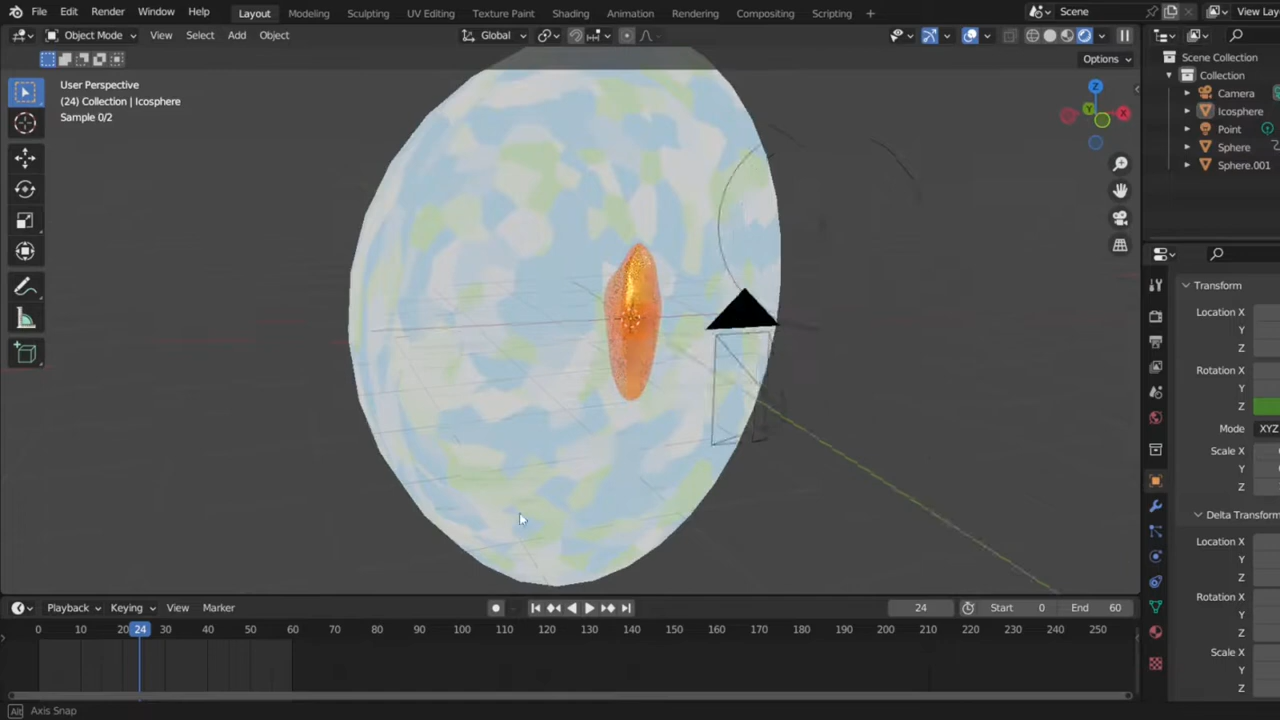 File Edit Render Window Help Layout Modeling Sculpting UV Editing Texture Paint Shading Animation Rendering Compositing Scripting + Scene View Lay
Object Mode View Select Add Object Global
Options
User Perspective
(24) Collection | Icosphere
Sample 0/2
Z
Y
X
Scene Collection
Collection
Camera
Icosphere
Point
Sphere
Sphere.001
Transform
Location X
Y
Z
Rotation X
Y
Z
Mode XYZ
Scale X
Y
Z
Delta Transform
Location X
Y
Z
Rotation X
Y
Z
Scale X
Y
Z
Playback Keying View Marker 24 Start 0 End 60
0 10 20 24 30 40 50 60 70 80 90 100 110 120 130 140 150 160 170 180 190 200 210 220 230 240 250
Alt Axis Snap